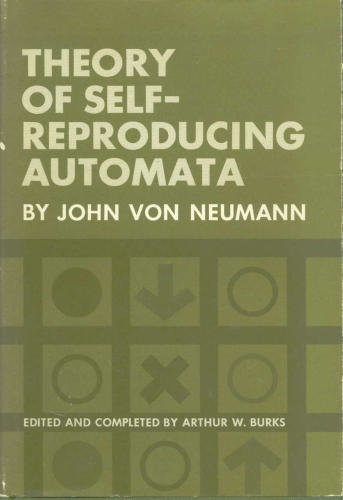 THEORY
OF SELF-
REPRODUCING
AUTOMATA
BY JOHN VON NEUMANN
EDITED AND COMPLETED BY ARTHUR W. BURKS